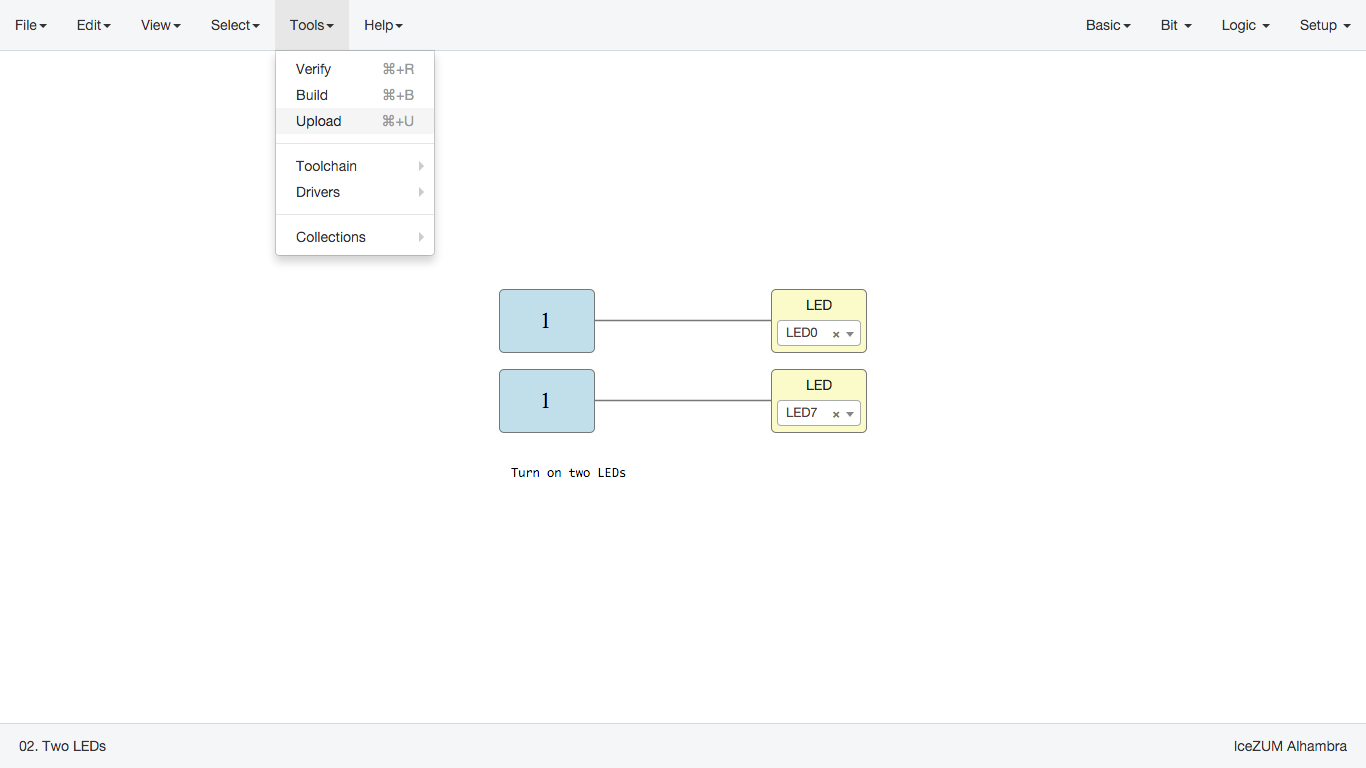 File Edit View Select Tools Help Basic Bit Logic Setup
Verify ⌘+R
Build ⌘+B
Upload ⌘+U
Toolchain
Drivers
Collections
LED
1
LED0 ×
LED
1
LED7 ×
Turn on two LEDs
02. Two LEDs IceZUM Alhambra